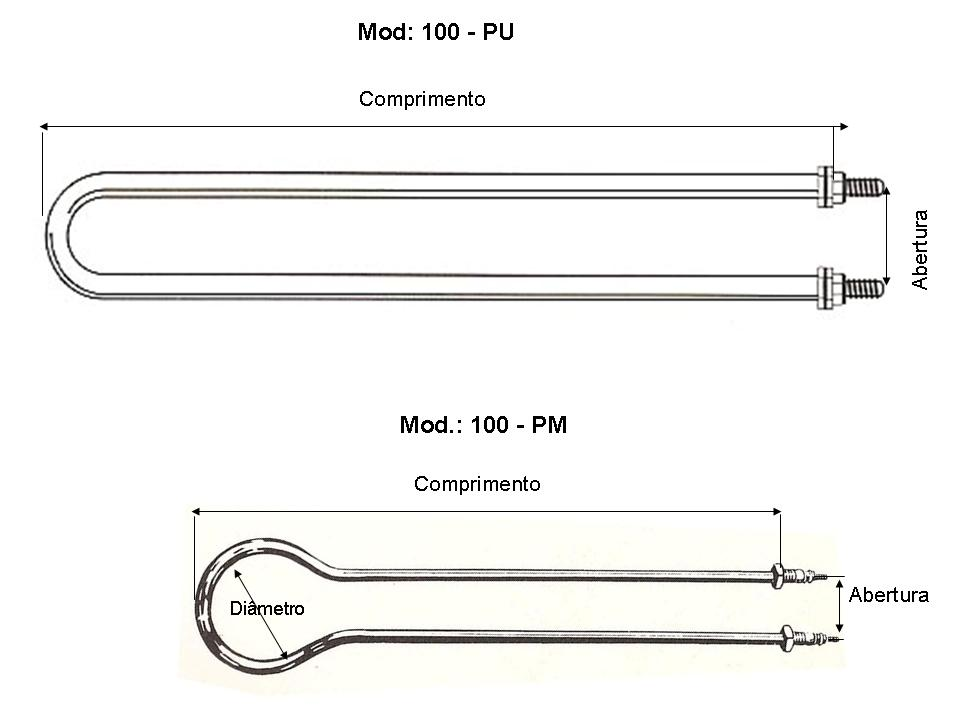 Mod: 100 - PU
Comprimento
Abertura
Mod.: 100 - PM
Comprimento
Diâmetro
Abertura